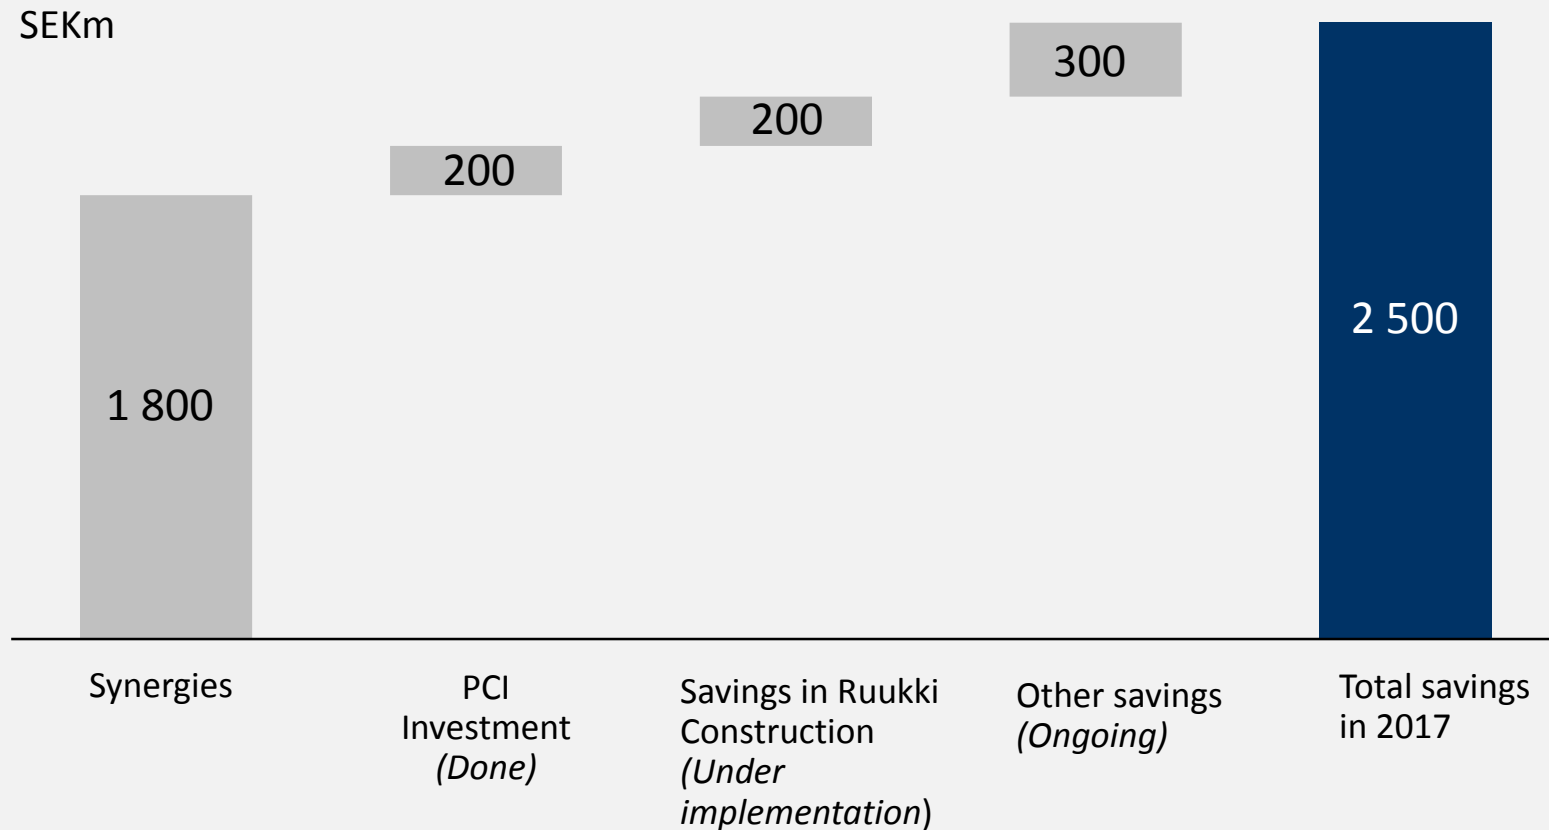 SEKm
1 800
200
200
300
2 500
Synergies
PCI
Investment
(Done)
Savings in Ruukki
Construction
(Under
implementation)
Other savings
(Ongoing)
Total savings
in 2017